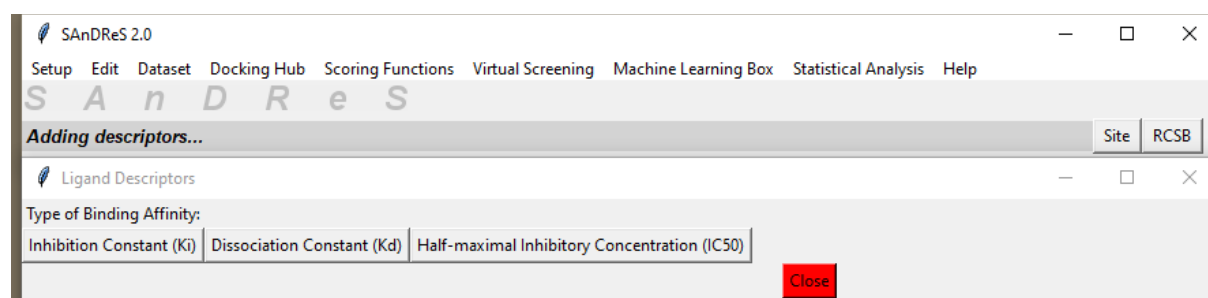 SAnDReS 2.0
Setup Edit Dataset Docking Hub Scoring Functions Virtual Screening Machine Learning Box Statistical Analysis Help
S A n D R e S
Adding descriptors... Site RCSB
Ligand Descriptors
Type of Binding Affinity:
Inhibition Constant (Ki) Dissociation Constant (Kd) Half-maximal Inhibitory Concentration (IC50)
Close